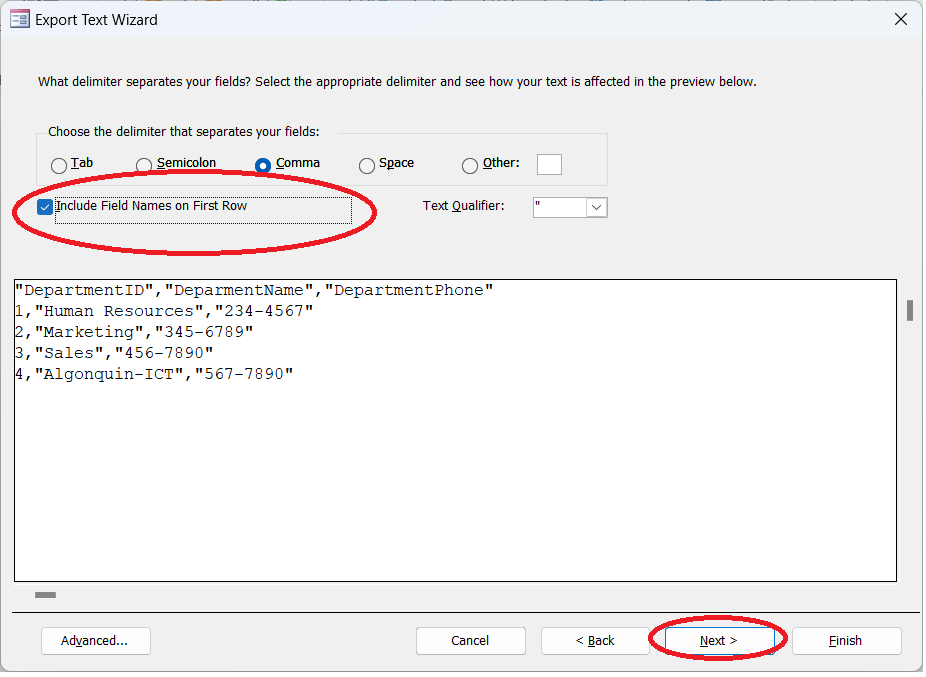 Export Text Wizard
What delimiter separates your fields? Select the appropriate delimiter and see how your text is affected in the preview below.
Choose the delimiter that separates your fields:
Tab Semicolon Comma Space Other:
Include Field Names on First Row Text Qualifier: "
"DepartmentID","DeparmentName","DepartmentPhone"
1,"Human Resources","234-4567"
2,"Marketing","345-6789"
3,"Sales","456-7890"
4,"Algonquin-ICT","567-7890"
Advanced... Cancel < Back Next > Finish